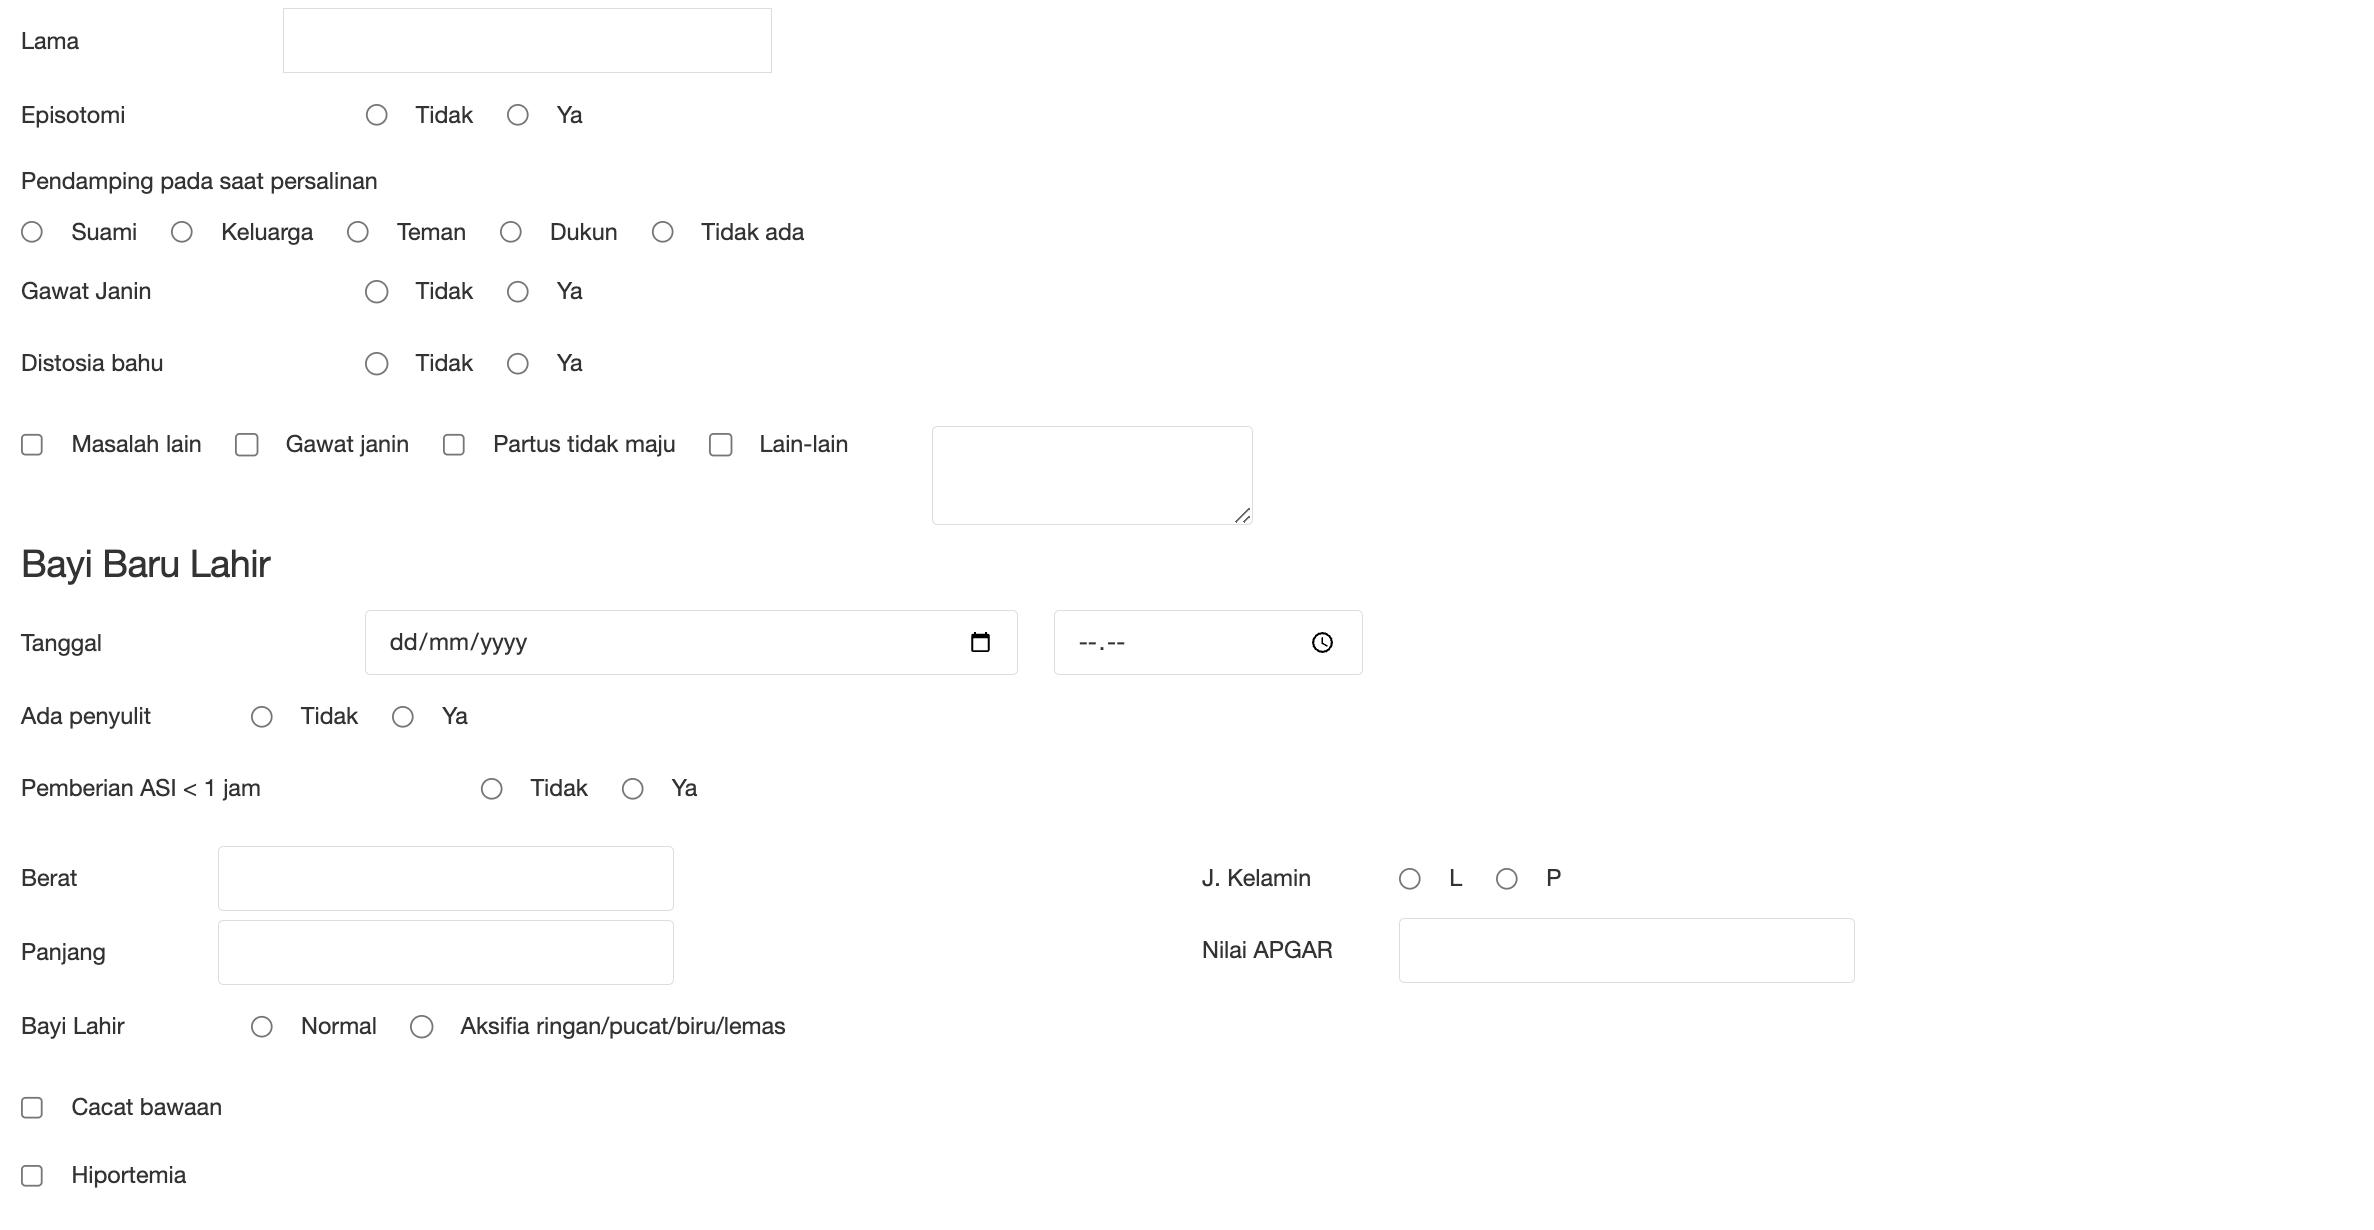 Lama
Episotomi Tidak Ya
Pendamping pada saat persalinan
Suami Keluarga Teman Dukun Tidak ada
Gawat Janin Tidak Ya
Distosia bahu Tidak Ya
Masalah lain Gawat janin Partus tidak maju Lain-lain
Bayi Baru Lahir
Tanggal dd/mm/yyyy --.--
Ada penyulit Tidak Ya
Pemberian ASI < 1 jam Tidak Ya
Berat J. Kelamin L P
Panjang Nilai APGAR
Bayi Lahir Normal Aksifia ringan/pucat/biru/lemas
Cacat bawaan
Hiportemia